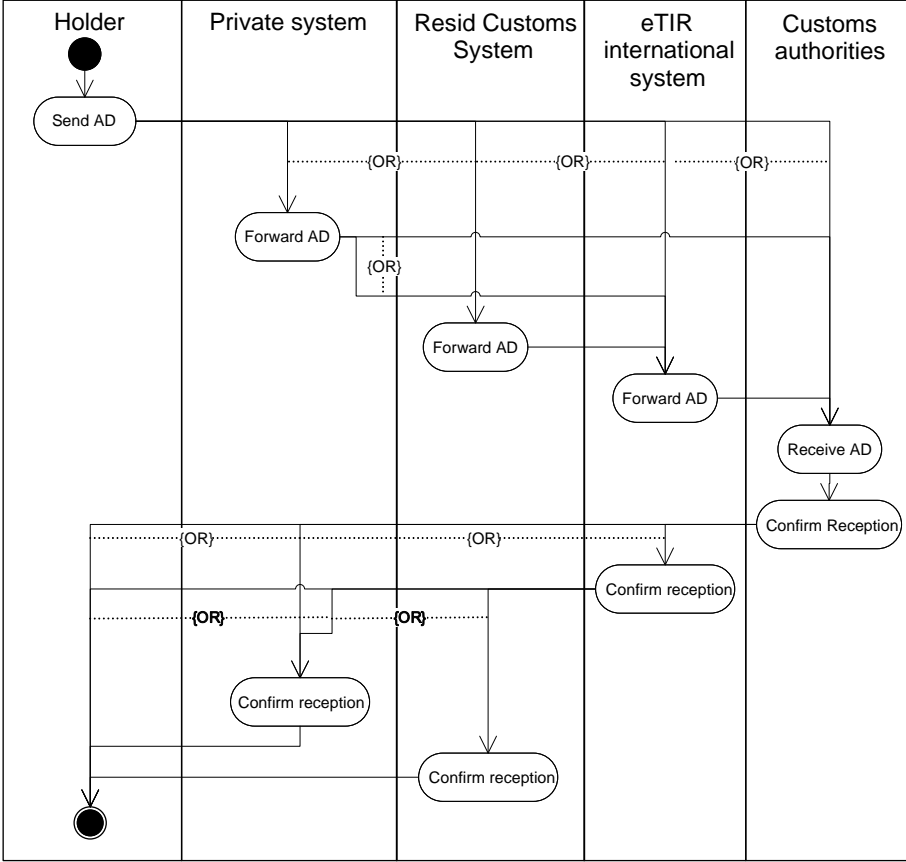 Holder
Private system
Resid Customs
System
eTIR
international
system
Customs
authorities
Send AD
{OR}
{OR}
{OR}
Forward AD
{OR}
Forward AD
Forward AD
Receive AD
Confirm Reception
{OR}
{OR}
Confirm reception
{OR}
{OR}
Confirm reception
Confirm reception